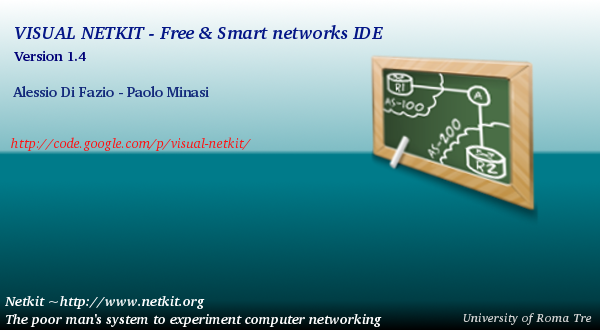 VISUAL NETKIT - Free & Smart networks IDE
Version 1.4
Alessio Di Fazio - Paolo Minasi
http://code.google.com/p/visual-netkit/
R1
AS-100
A
AS-200
R2
Netkit ~http://www.netkit.org
The poor man's system to experiment computer networking
University of Roma Tre